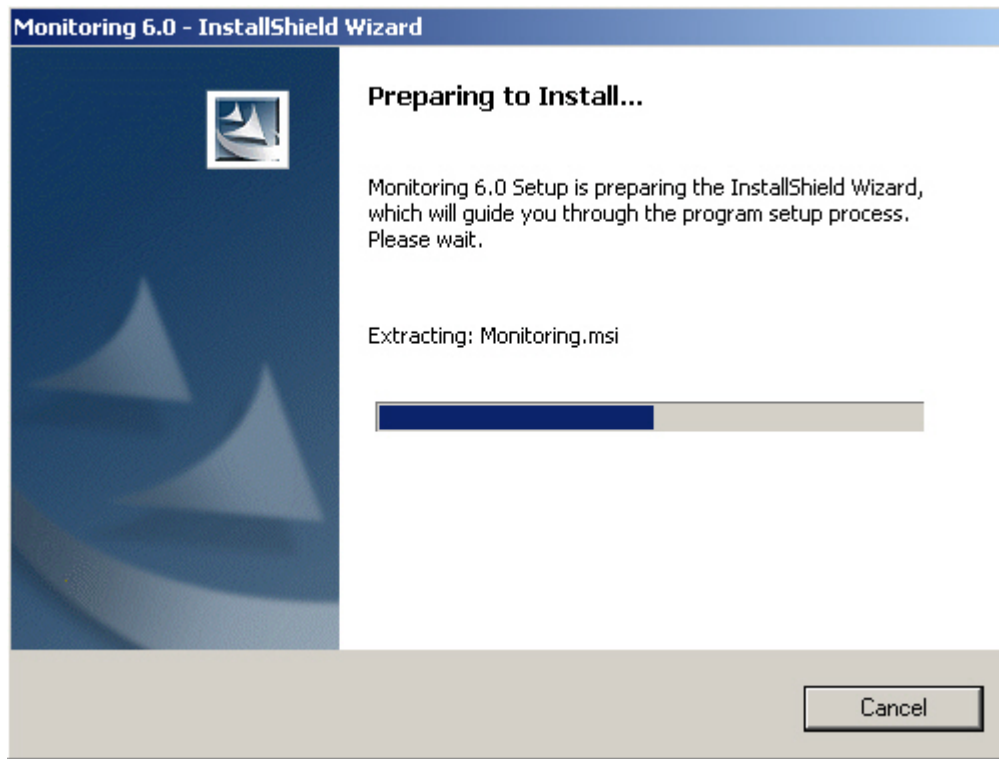 Monitoring 6.0 - InstallShield Wizard
Preparing to Install...
Monitoring 6.0 Setup is preparing the InstallShield Wizard,
which will guide you through the program setup process.
Please wait.
Extracting: Monitoring.msi
Cancel